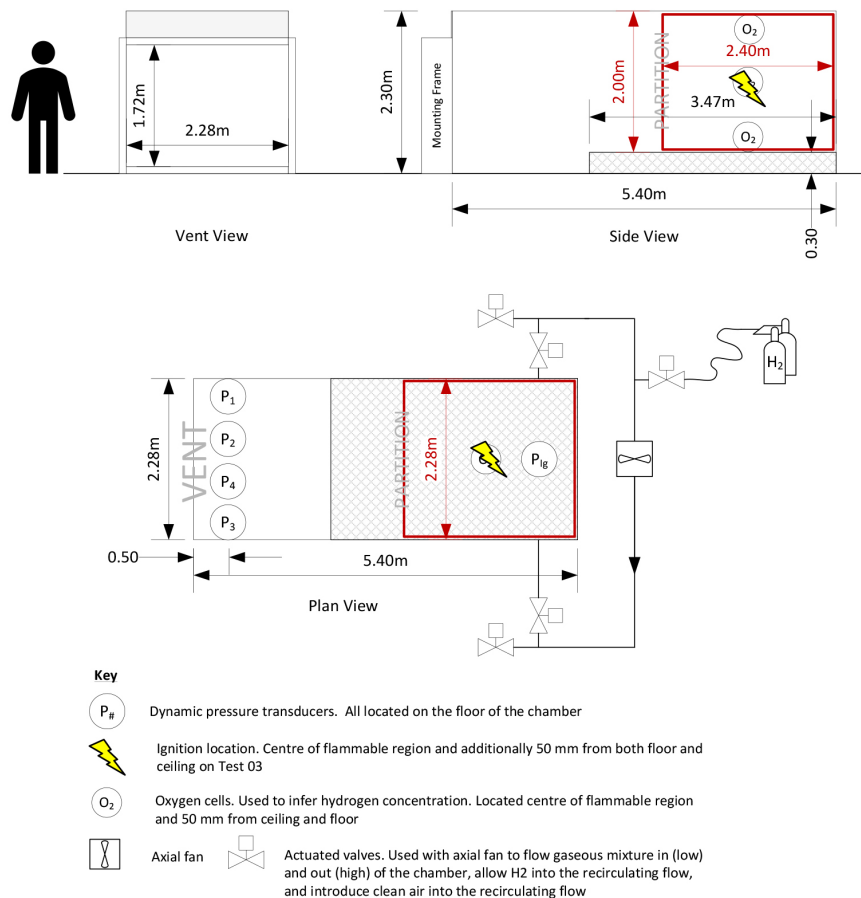 O2
2.40m
PARTITION
2.00m
2.30m
Mounting Frame
1.72m
2.28m
3.47m
O2
5.40m
0.30
Vent View
Side View
H2
P1
P2
P4
P3
VENT
2.28m
PARTITION
2.28m
PIg
0.50
5.40m
Plan View
Key
P#
Dynamic pressure transducers. All located on the floor of the chamber
Ignition location. Centre of flammable region and additionally 50 mm from both floor and
ceiling on Test 03
O2
Oxygen cells. Used to infer hydrogen concentration. Located centre of flammable region
and 50 mm from ceiling and floor
Axial fan
Actuated valves. Used with axial fan to flow gaseous mixture in (low)
and out (high) of the chamber, allow H2 into the recirculating flow,
and introduce clean air into the recirculating flow